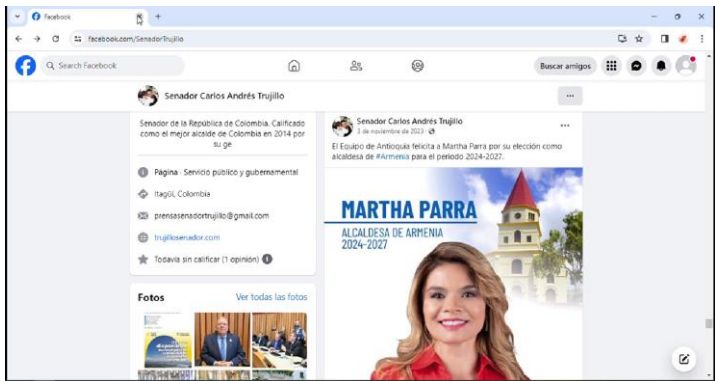 Facebook
facebook.com/SenadorTrujillo
Search Facebook
Buscar amigos
Senador Carlos Andrés Trujillo
Senador de la República de Colombia. Calificado
como el mejor alcalde de Colombia en 2014 por
su ge
Página · Servicio público y gubernamental
Itagüí, Colombia
prensasenadortrujillo@gmail.com
trujillosenador.com
Todavía sin calificar (1 opinión)
Fotos
Ver todas las fotos
Senador Carlos Andrés Trujillo
3 de noviembre de 2023 ·
El Equipo de Antioquia felicita a Martha Parra por su elección como
alcaldesa de #Armenia para el periodo 2024-2027.
MARTHA PARRA
ALCALDESA DE ARMENIA
2024-2027